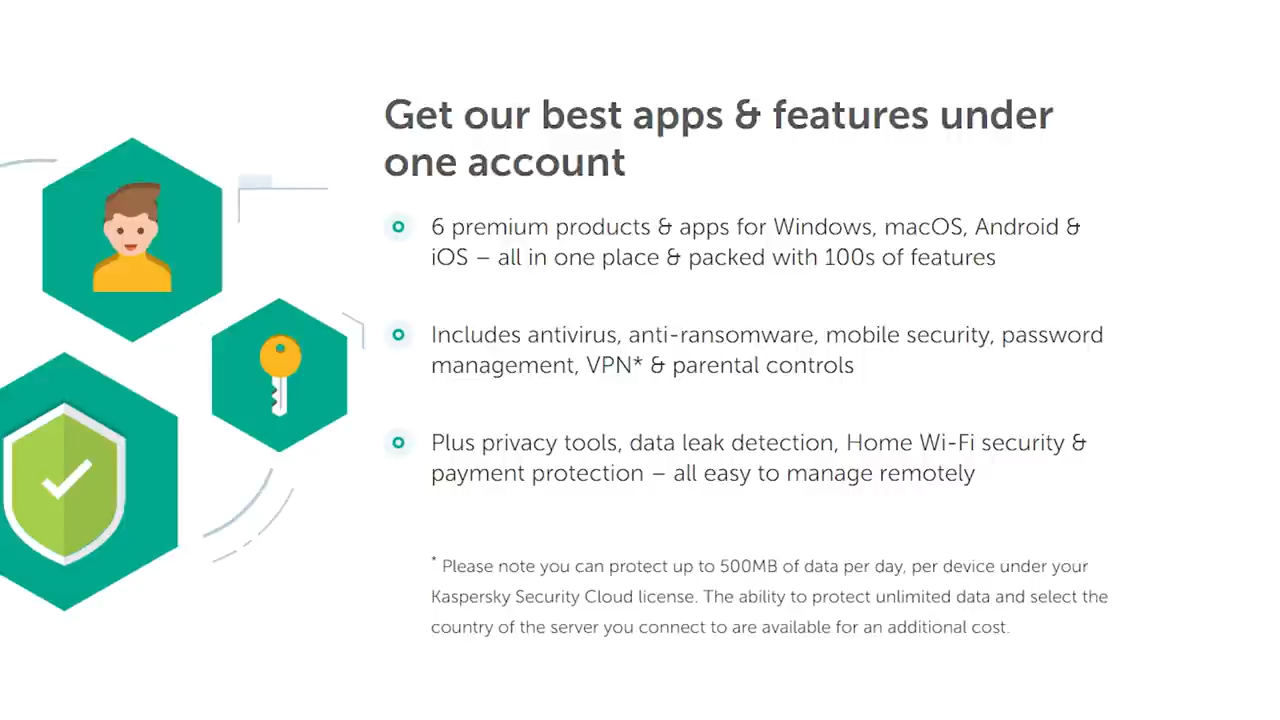 Get our best apps & features under
one account
6 premium products & apps for Windows, macOS, Android &
iOS – all in one place & packed with 100s of features
Includes antivirus, anti-ransomware, mobile security, password
management, VPN* & parental controls
Plus privacy tools, data leak detection, Home Wi-Fi security &
payment protection – all easy to manage remotely
* Please note you can protect up to 500MB of data per day, per device under your
Kaspersky Security Cloud license. The ability to protect unlimited data and select the
country of the server you connect to are available for an additional cost.